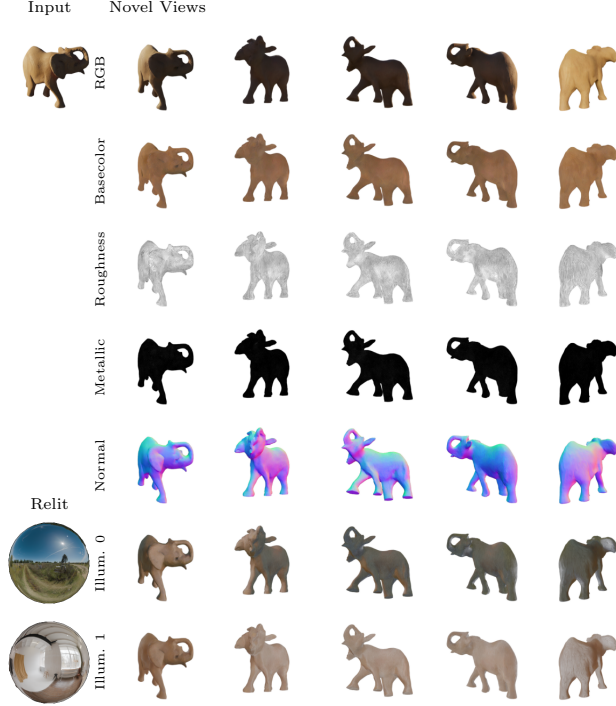 Input
Novel Views
RGB
Basecolor
Roughness
Metallic
Normal
Relit
Illum. 0
Illum. 1